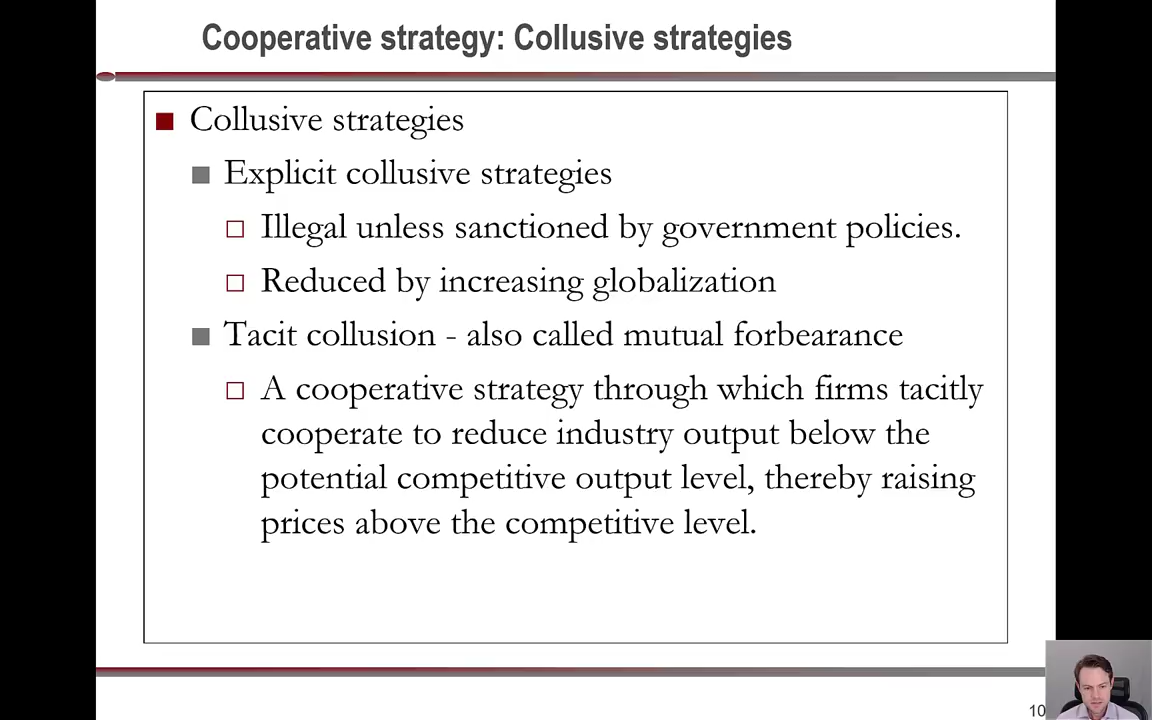 Cooperative strategy: Collusive strategies
Collusive strategies
Explicit collusive strategies
Illegal unless sanctioned by government policies.
Reduced by increasing globalization
Tacit collusion - also called mutual forbearance
A cooperative strategy through which firms tacitly
cooperate to reduce industry output below the
potential competitive output level, thereby raising
prices above the competitive level.
10